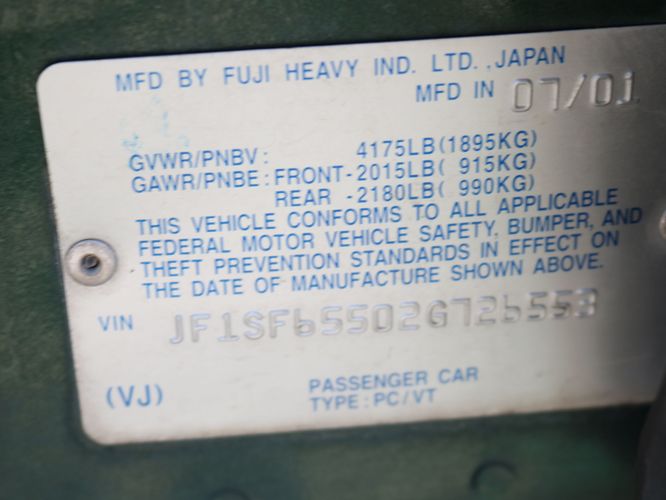 MFD BY FUJI HEAVY IND. LTD., JAPAN
MFD IN 07/01
GVWR/PNBV: 4175LB(1895KG)
GAWR/PNBE: FRONT-2015LB( 915KG)
REAR -2180LB( 990KG)
THIS VEHICLE CONFORMS TO ALL APPLICABLE
FEDERAL MOTOR VEHICLE SAFETY, BUMPER, AND
THEFT PREVENTION STANDARDS IN EFFECT ON
THE DATE OF MANUFACTURE SHOWN ABOVE.
VIN JF1SF65502G726553
(VJ) PASSENGER CAR
TYPE: PC/VT